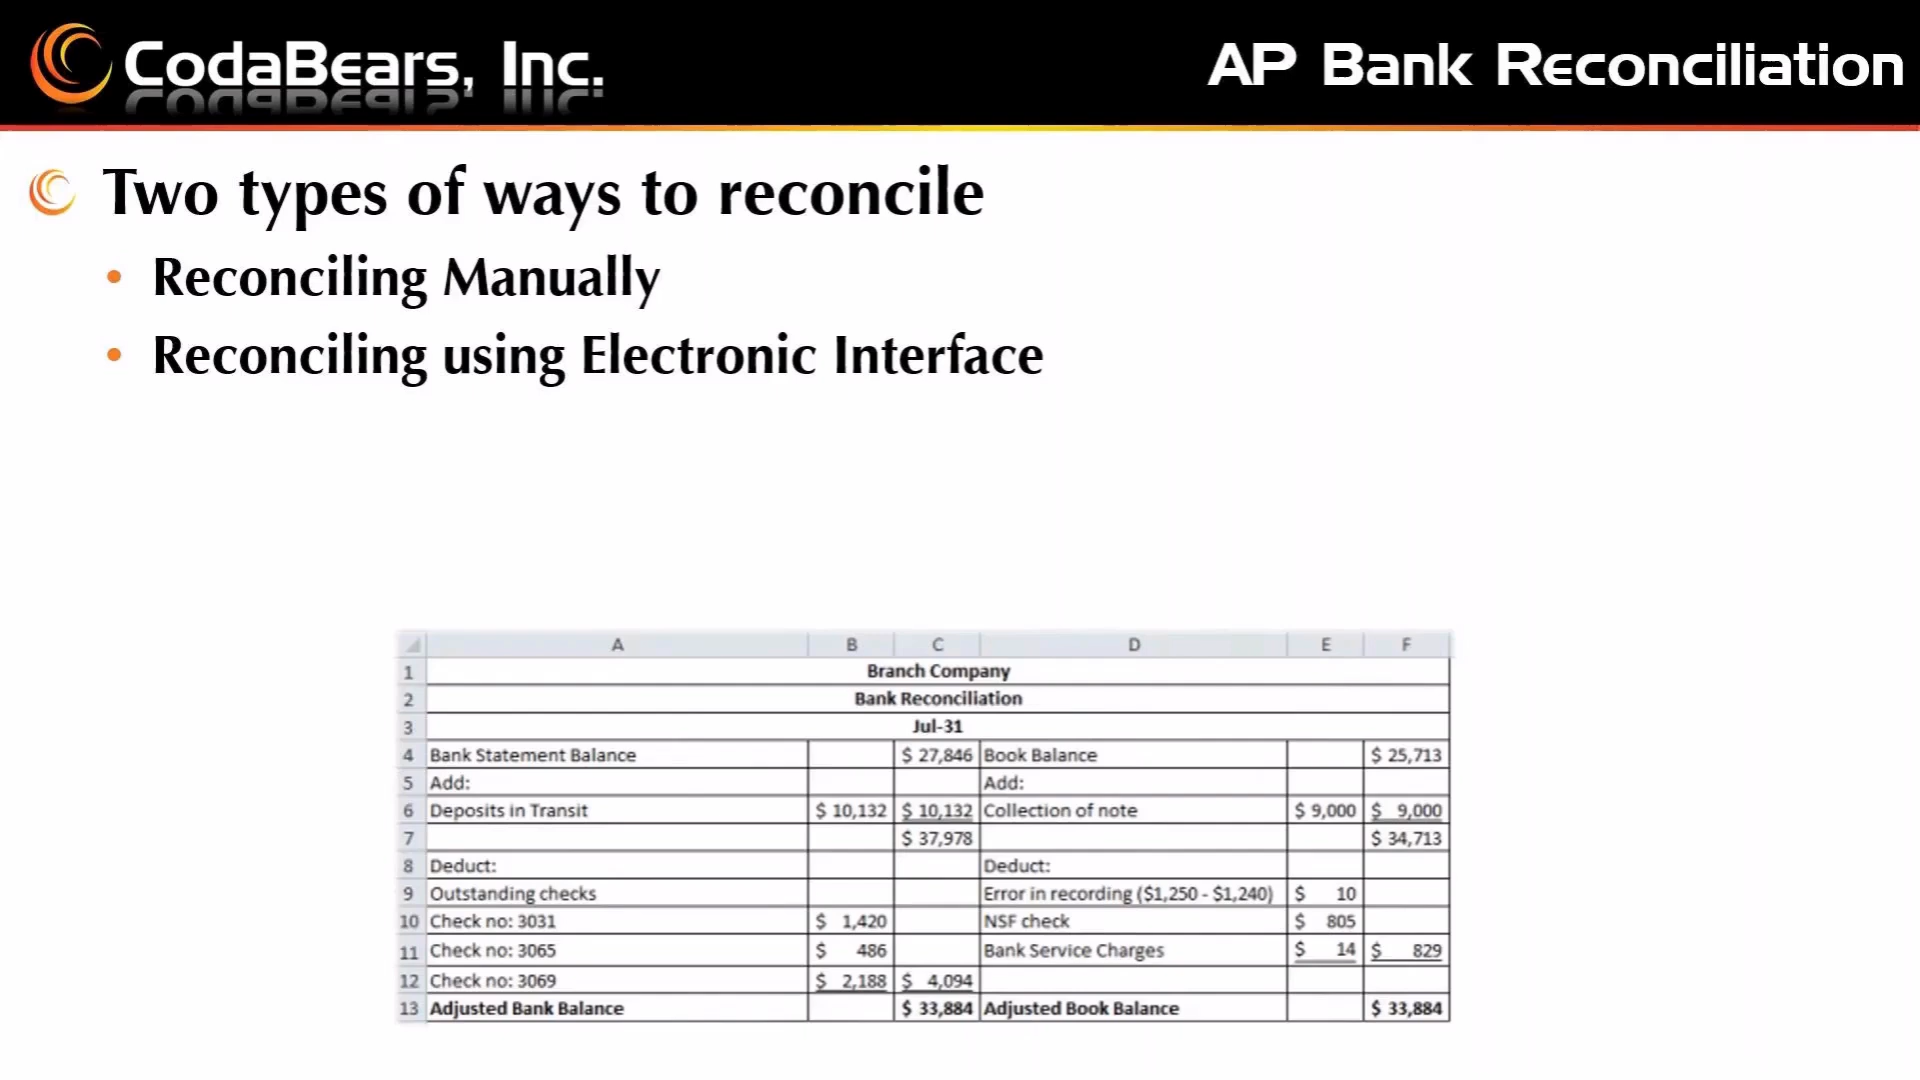 CodaBears, Inc.
AP Bank Reconciliation
Two types of ways to reconcile
• Reconciling Manually
• Reconciling using Electronic Interface
A B C D E F
1 Branch Company
2 Bank Reconciliation
3 Jul-31
4 Bank Statement Balance $ 27,846 Book Balance $ 25,713
5 Add: Add:
6 Deposits in Transit $ 10,132 $ 10,132 Collection of note $ 9,000 $ 9,000
7 $ 37,978 $ 34,713
8 Deduct: Deduct:
9 Outstanding checks Error in recording ($1,250 - $1,240) $ 10
10 Check no: 3031 $ 1,420 NSF check $ 805
11 Check no: 3065 $ 486 Bank Service Charges $ 14 $ 829
12 Check no: 3069 $ 2,188 $ 4,094
13 Adjusted Bank Balance $ 33,884 Adjusted Book Balance $ 33,884